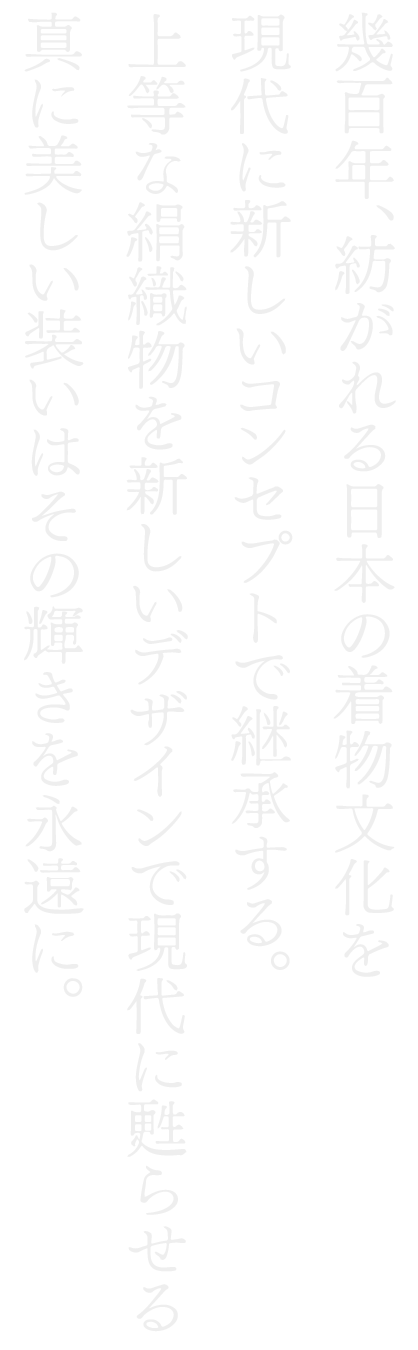 幾百年、紡がれる日本の着物文化を
現代に新しいコンセプトで継承する。
上等な絹織物を新しいデザインで現代に甦らせる
真に美しい装いはその輝きを永遠に。